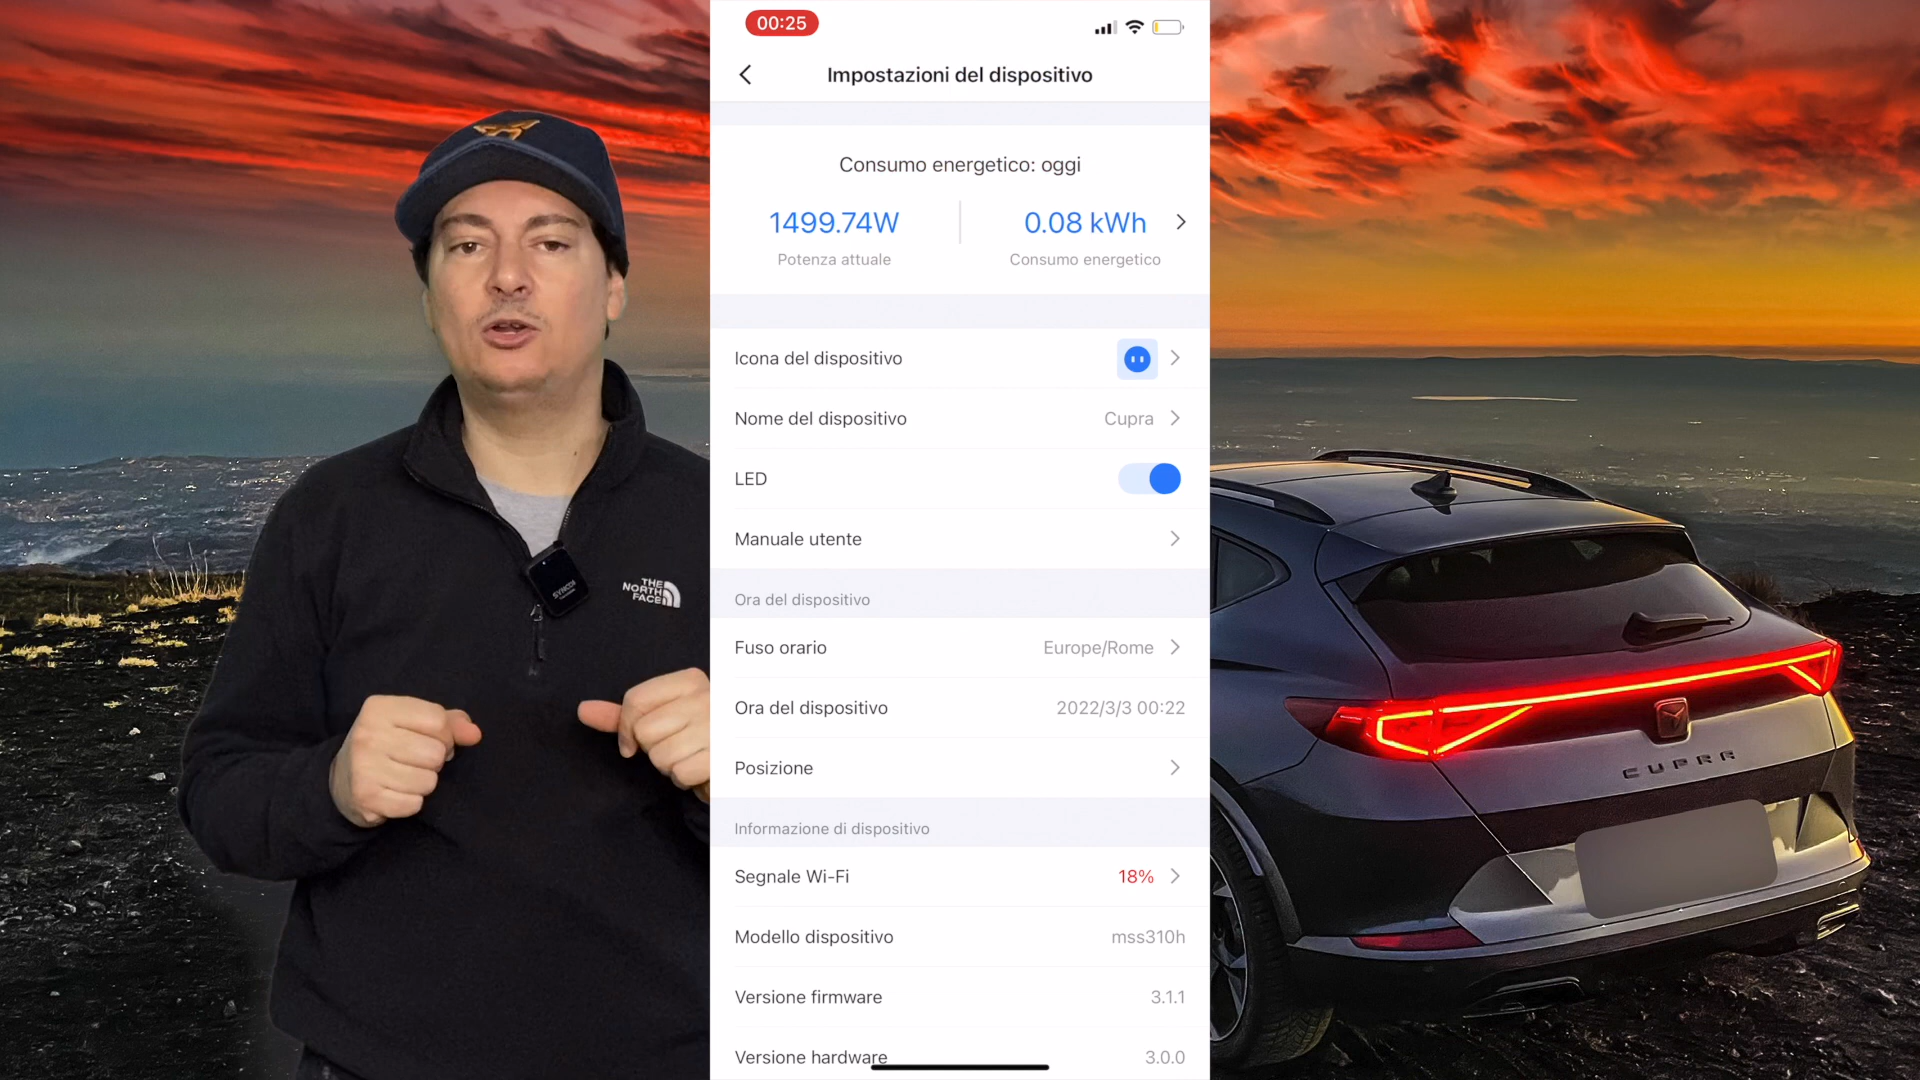 00:25
Impostazioni del dispositivo
Consumo energetico: oggi
1499.74W
0.08 kWh
Potenza attuale
Consumo energetico
Icona del dispositivo
Nome del dispositivo
Cupra
LED
Manuale utente
Ora del dispositivo
Fuso orario
Europe/Rome
Ora del dispositivo
2022/3/3 00:22
Posizione
Informazione di dispositivo
Segnale Wi-Fi
18%
Modello dispositivo
mss310h
Versione firmware
3.1.1
Versione hardware
3.0.0
THE
NORTH
FACE
SYNCO
CUPRA